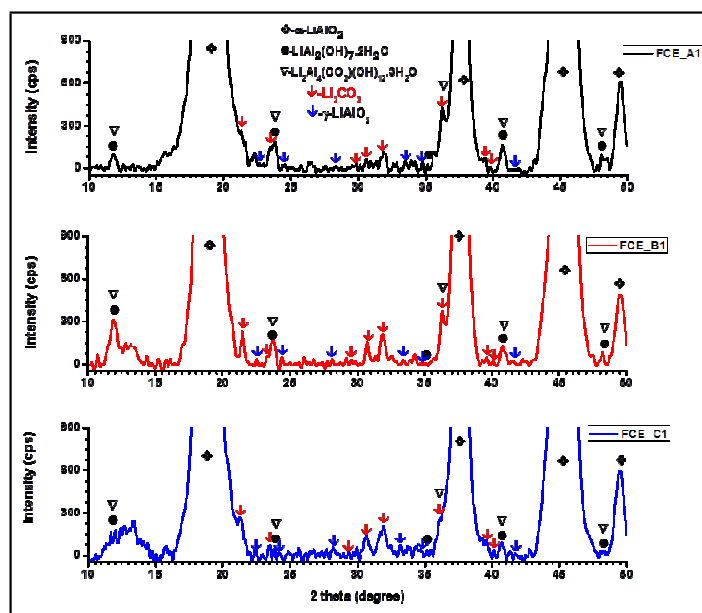 -α-LiAlO₂
-LiAl₂(OH)₇.2H₂O
-Li₂Al₄(CO₃)(OH)₁₂.3H₂O
-Li₂CO₃
-γ-LiAlO₂
FCE_A1
Intensity (cps)
900
600
300
0
10 15 20 25 30 35 40 45 50
FCE_B1
Intensity (cps)
900
600
300
0
10 15 20 25 30 35 40 45 50
FCE_C1
Intensity (cps)
900
600
300
0
10 15 20 25 30 35 40 45 50
2 theta (degree)